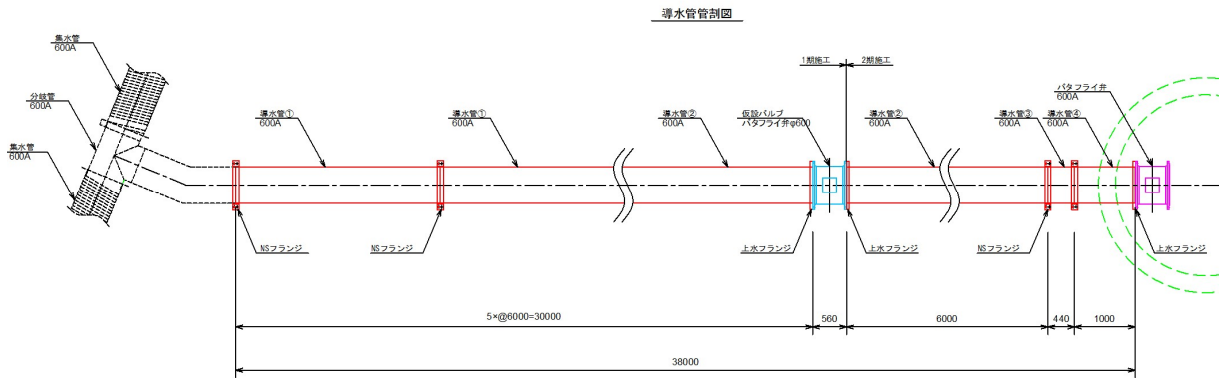 導水管管割図
集水管
600A
分岐管
600A
集水管
600A
導水管①
600A
導水管①
600A
導水管②
600A
仮設バルブ
バタフライ弁φ600
1期施工
2期施工
導水管②
600A
導水管③
600A
導水管④
600A
バタフライ弁
600A
NSフランジ
NSフランジ
上水フランジ
上水フランジ
NSフランジ
上水フランジ
5×@6000=30000
560
6000
440
1000
38000